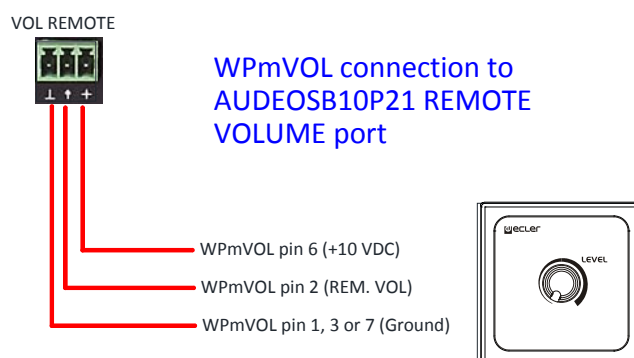 VOL REMOTE
WPmVOL connection to
AUDEOSB10P21 REMOTE
VOLUME port
WPmVOL pin 6 (+10 VDC)
WPmVOL pin 2 (REM. VOL)
WPmVOL pin 1, 3 or 7 (Ground)
ecler
LEVEL